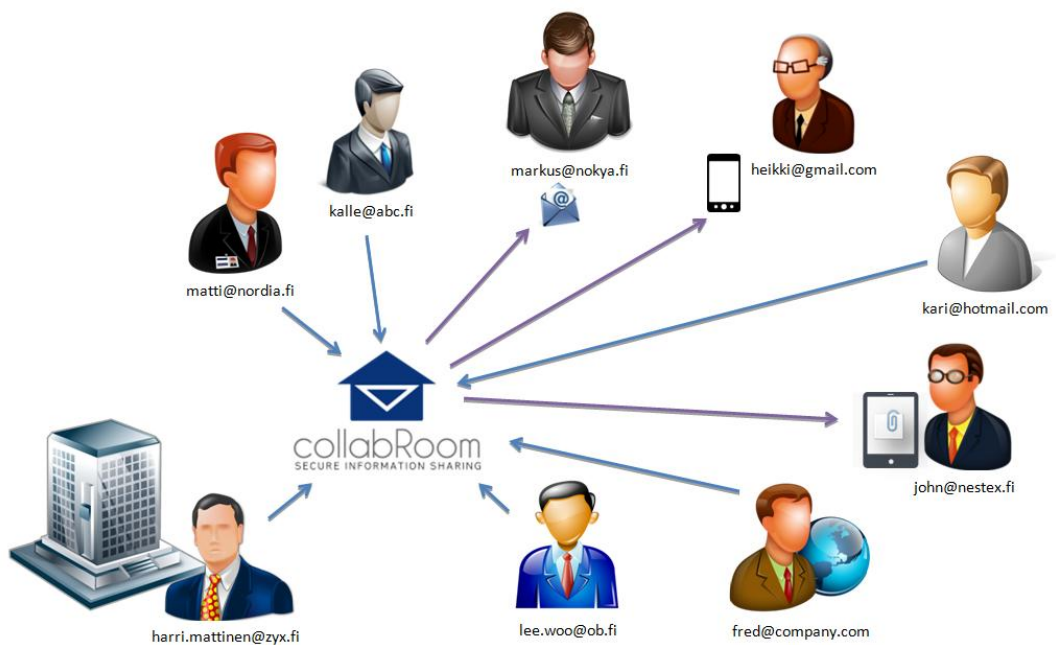 kalle@abc.fi
markus@nokya.fi
heikki@gmail.com
matti@nordia.fi
@
kari@hotmail.com
collabRoom
SECURE INFORMATION SHARING
john@nestex.fi
harri.mattinen@zyx.fi
lee.woo@ob.fi
fred@company.com